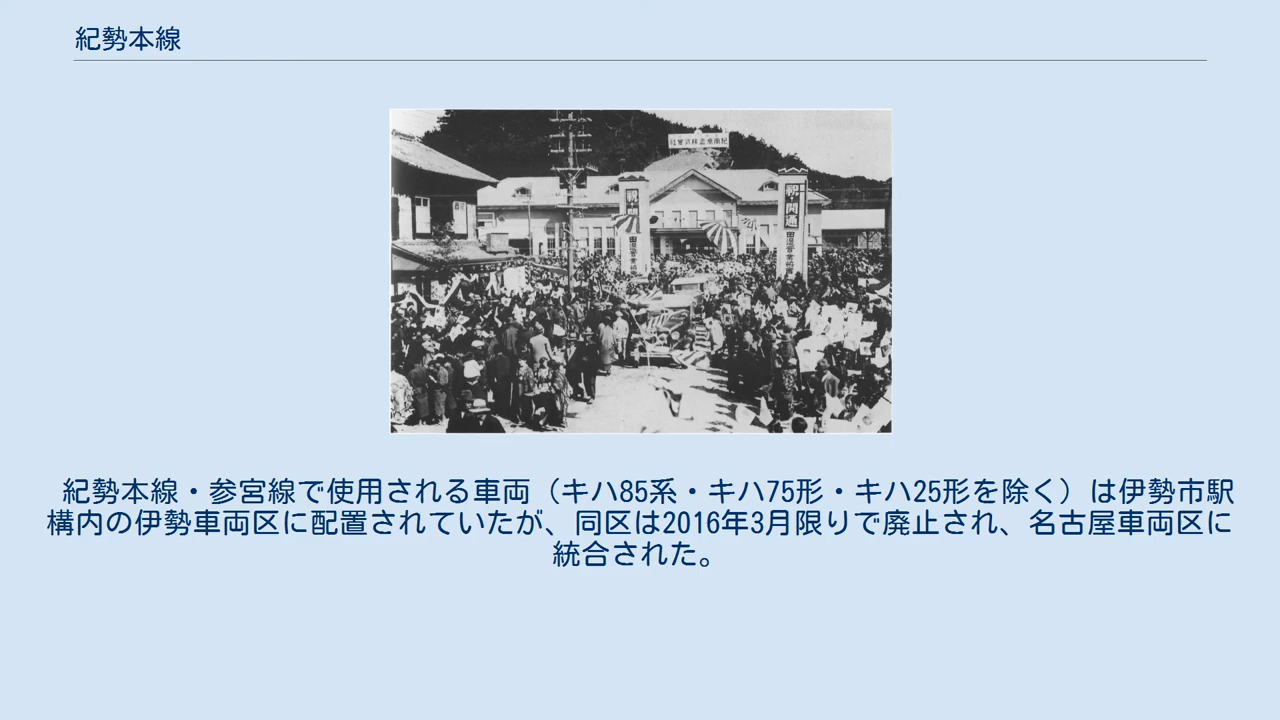 紀勢本線
祝・開通
紀勢本線・参宮線で使用される車両（キハ85系・キハ75形・キハ25形を除く）は伊勢市駅
構内の伊勢車両区に配置されていたが、同区は2016年3月限りで廃止され、名古屋車両区に
統合された。